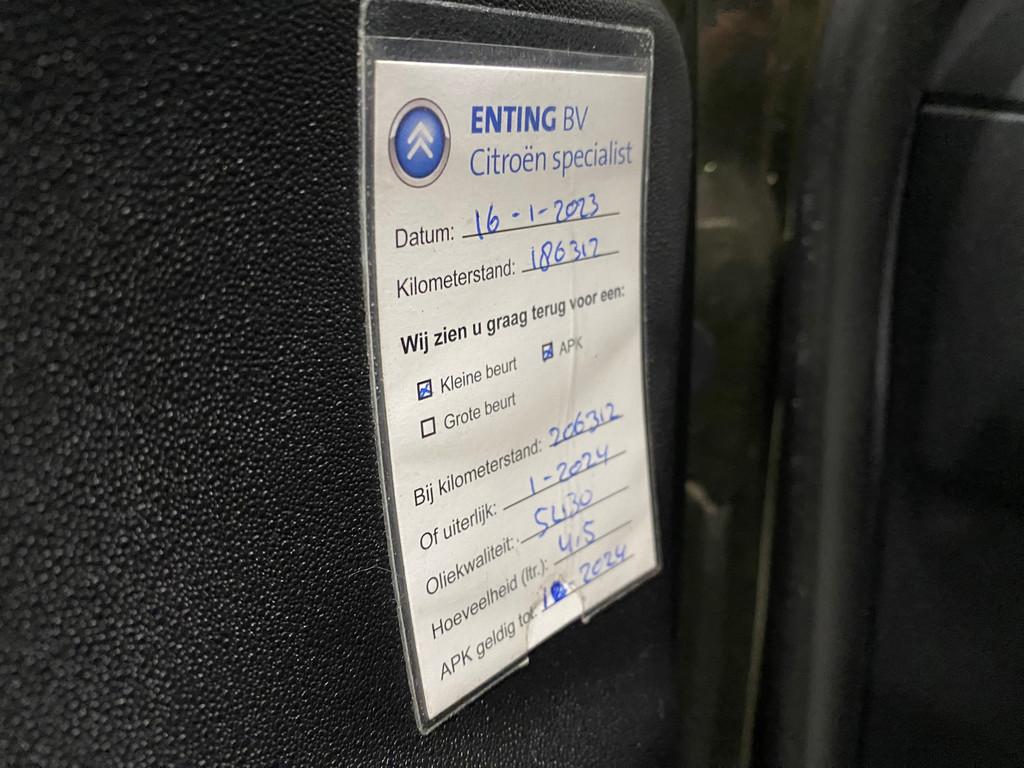 ENTING BV
Citroën specialist
Datum: 16-1-2023
Kilometerstand: 186312
Wij zien u graag terug voor een:
Kleine beurt APK
Grote beurt
Bij kilometerstand: 206312
Of uiterlijk: 1-2024
Oliekwaliteit: 5W30
Hoeveelheid (ltr.): 4,5
APK geldig tot: 2024